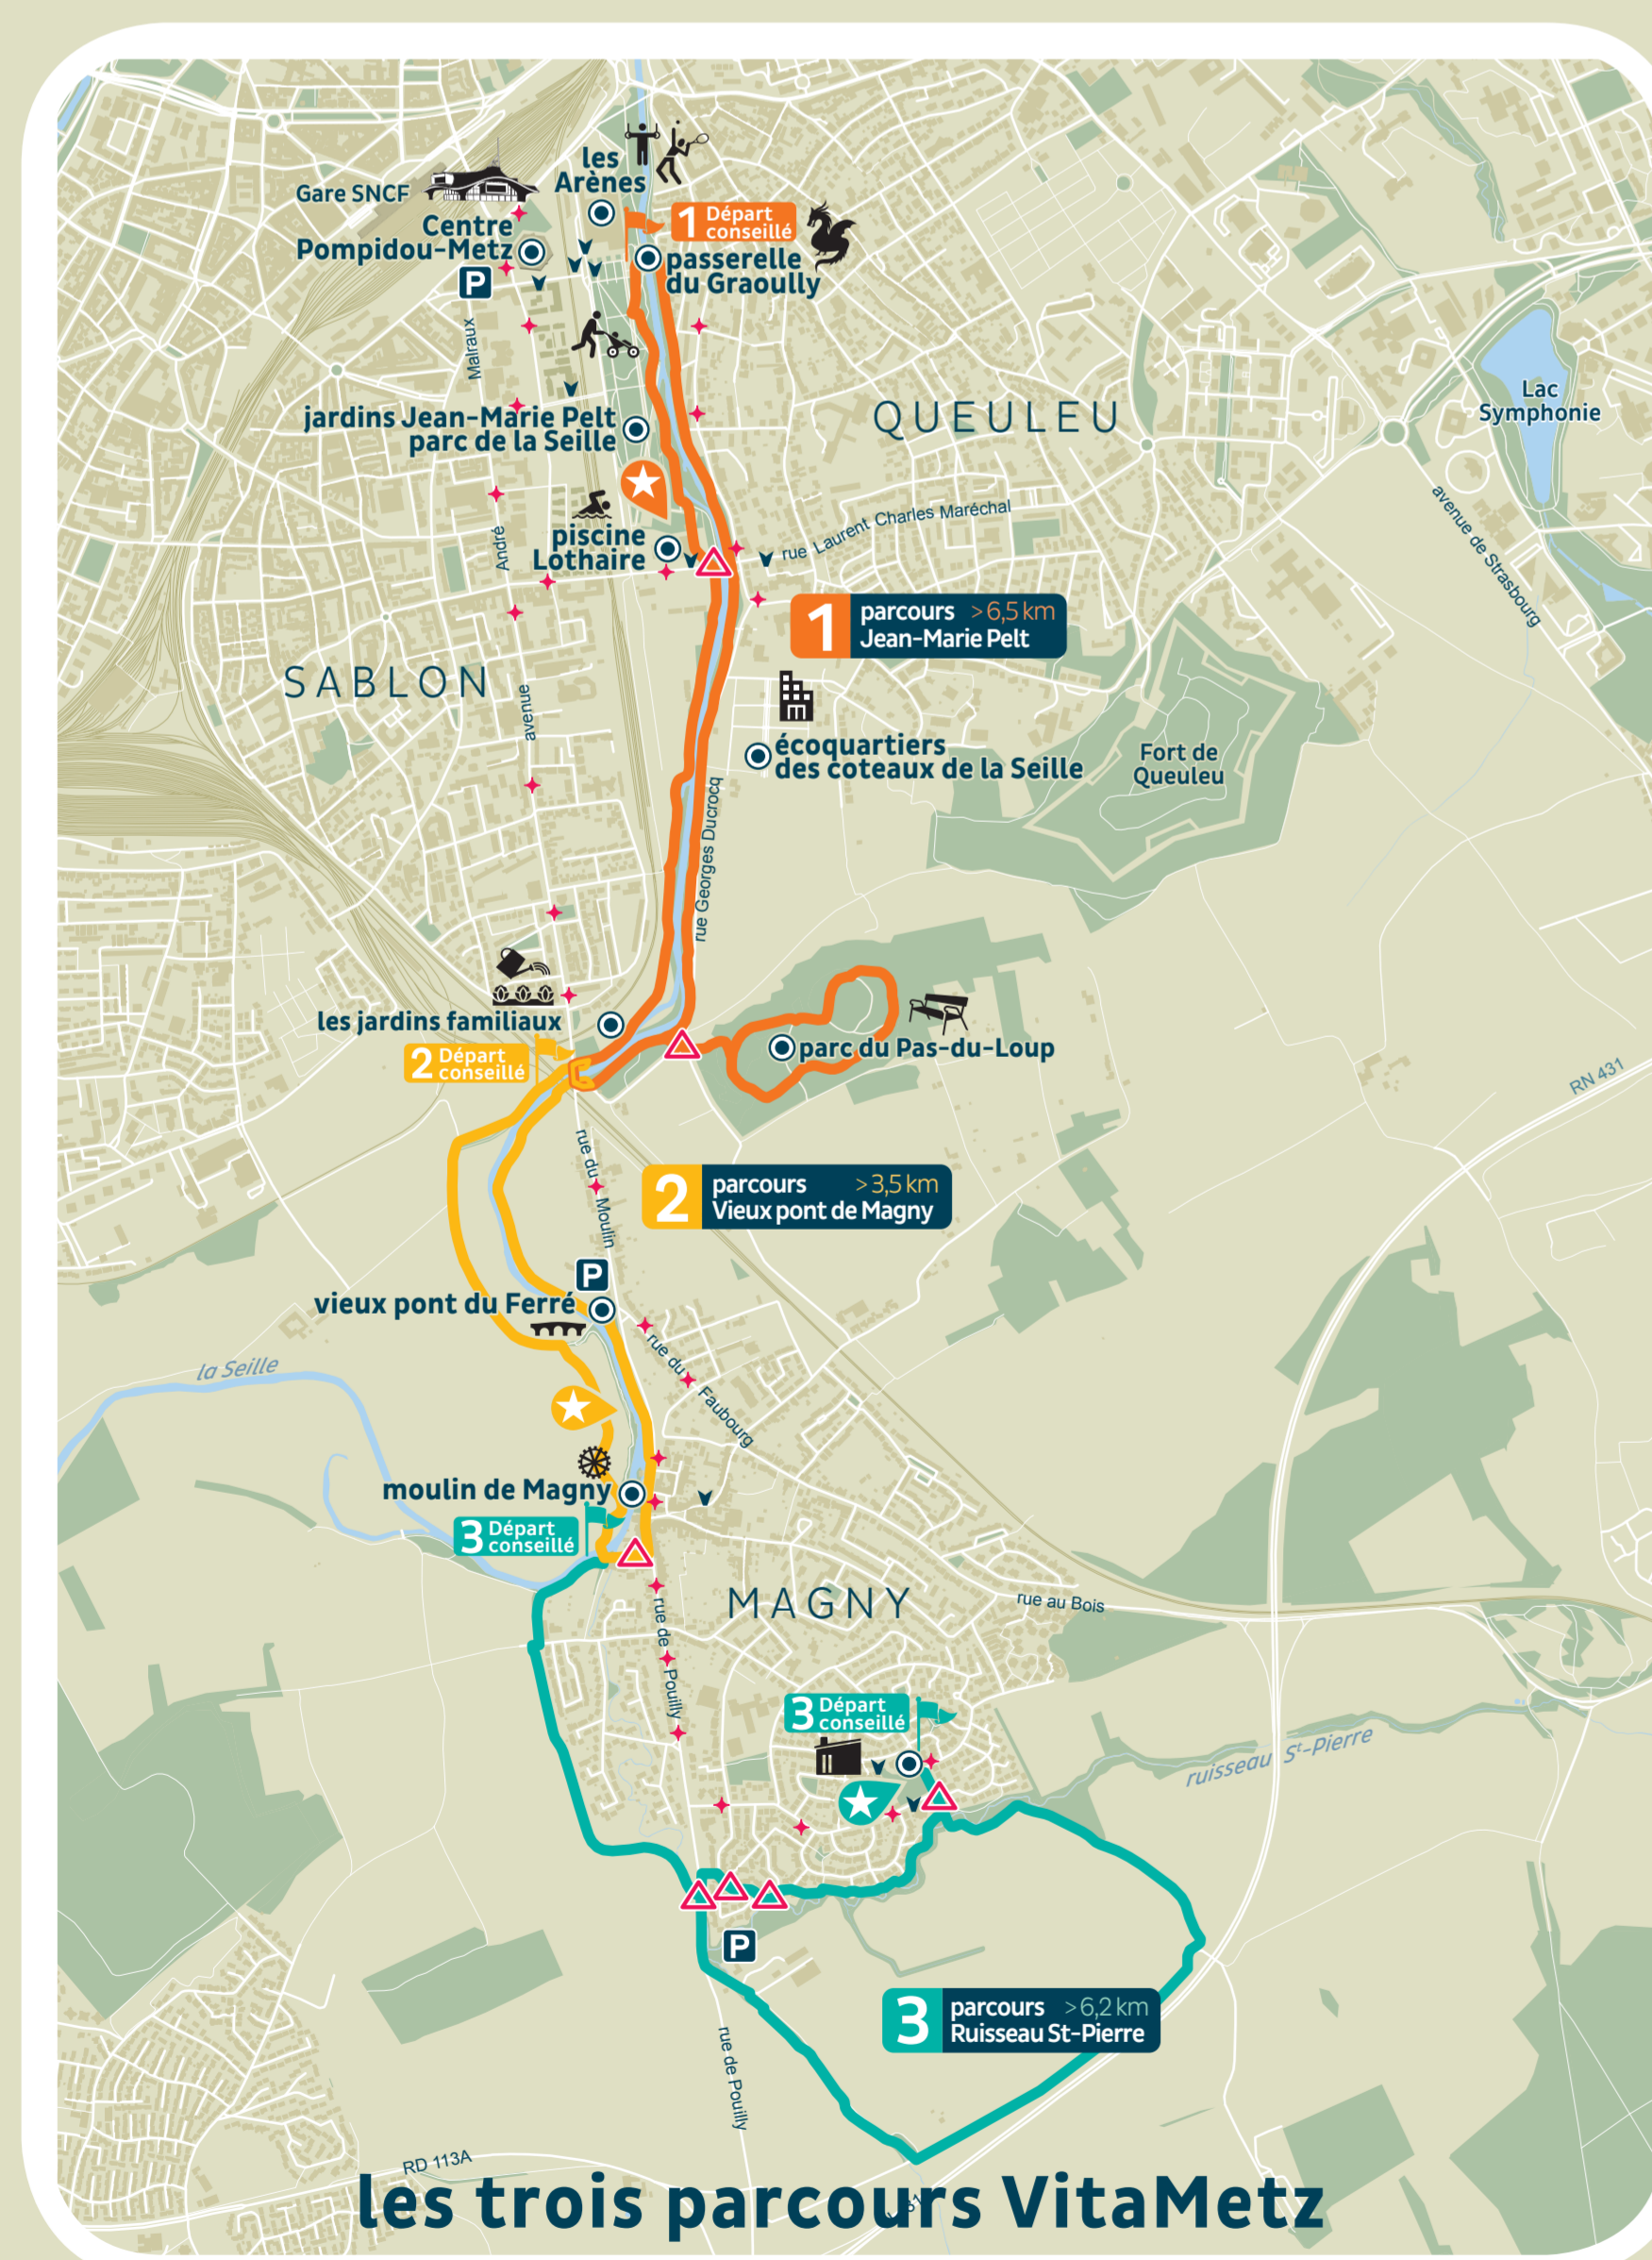 les
Arènes
Gare SNCF
1 Départ
conseillé
Centre
Pompidou-Metz
passerelle
du Graoully
P
Malraux
jardins Jean-Marie Pelt
parc de la Seille
QUEULEU
Lac
Symphonie
avenue de Strasbourg
piscine
Lothaire
rue Laurent Charles Maréchal
André
1 parcours >6,5 km
Jean-Marie Pelt
SABLON
avenue
écoquartiers
des coteaux de la Seille
Fort de
Queuleu
rue Georges Ducrocq
les jardins familiaux
2 Départ
conseillé
parc du Pas-du-Loup
RN 431
rue du Moulin
2 parcours >3,5 km
Vieux pont de Magny
P
vieux pont du Ferré
rue du Faubourg
la Seille
moulin de Magny
3 Départ
conseillé
MAGNY
rue au Bois
rue de Pouilly
3 Départ
conseillé
ruisseau St-Pierre
P
3 parcours >6,2 km
Ruisseau St-Pierre
rue de Pouilly
RD 113A
les trois parcours VitaMetz